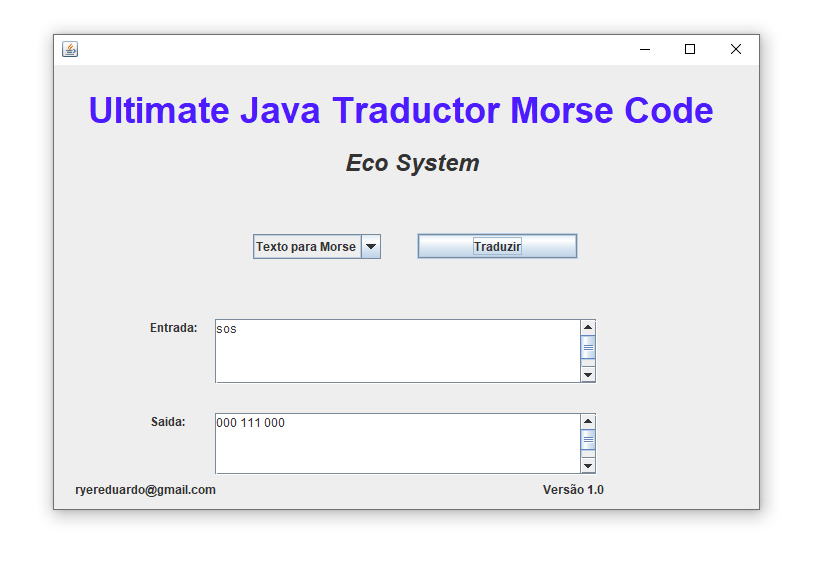 Ultimate Java Traductor Morse Code
Eco System
Texto para Morse
Traduzir
Entrada:
sos
Saida:
000 111 000
ryereduardo@gmail.com
Versão 1.0